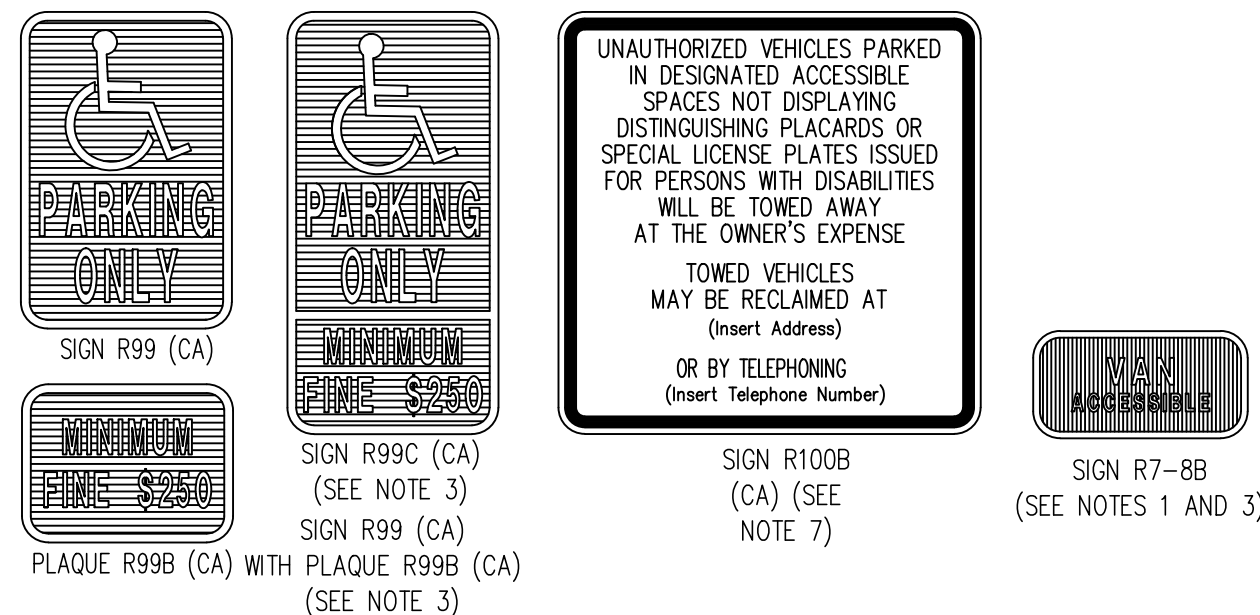 PARKING
ONLY
SIGN R99 (CA)
MINIMUM
FINE $250
PLAQUE R99B (CA)
PARKING
ONLY
MINIMUM
FINE $250
SIGN R99C (CA)
(SEE NOTE 3)
SIGN R99 (CA)
WITH PLAQUE R99B (CA)
(SEE NOTE 3)
UNAUTHORIZED VEHICLES PARKED
IN DESIGNATED ACCESSIBLE
SPACES NOT DISPLAYING
DISTINGUISHING PLACARDS OR
SPECIAL LICENSE PLATES ISSUED
FOR PERSONS WITH DISABILITIES
WILL BE TOWED AWAY
AT THE OWNER'S EXPENSE
TOWED VEHICLES
MAY BE RECLAIMED AT
(Insert Address)
OR BY TELEPHONING
(Insert Telephone Number)
SIGN R100B
(CA) (SEE
NOTE 7)
VAN
ACCESSIBLE
SIGN R7-8B
(SEE NOTES 1 AND 3)